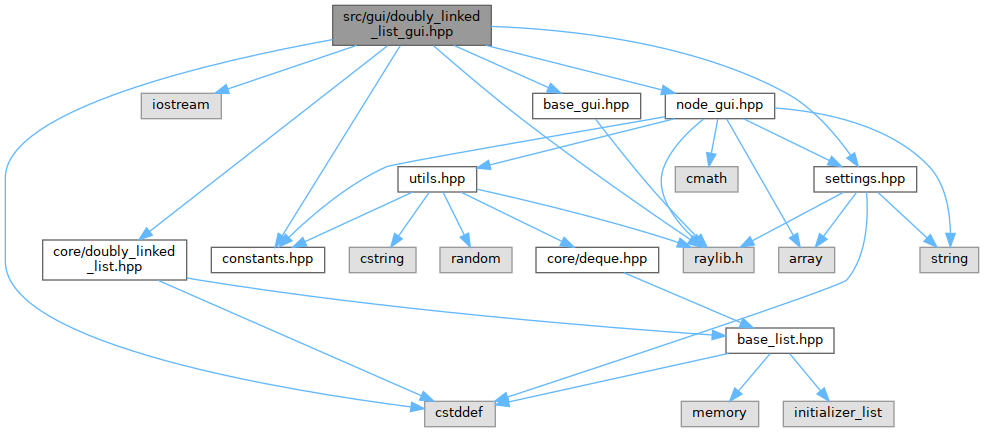 src/gui/doubly_linked
_list_gui.hpp
iostream
base_gui.hpp
node_gui.hpp
utils.hpp
cmath
settings.hpp
core/doubly_linked
_list.hpp
constants.hpp
cstring
random
core/deque.hpp
raylib.h
array
string
base_list.hpp
cstddef
memory
initializer_list